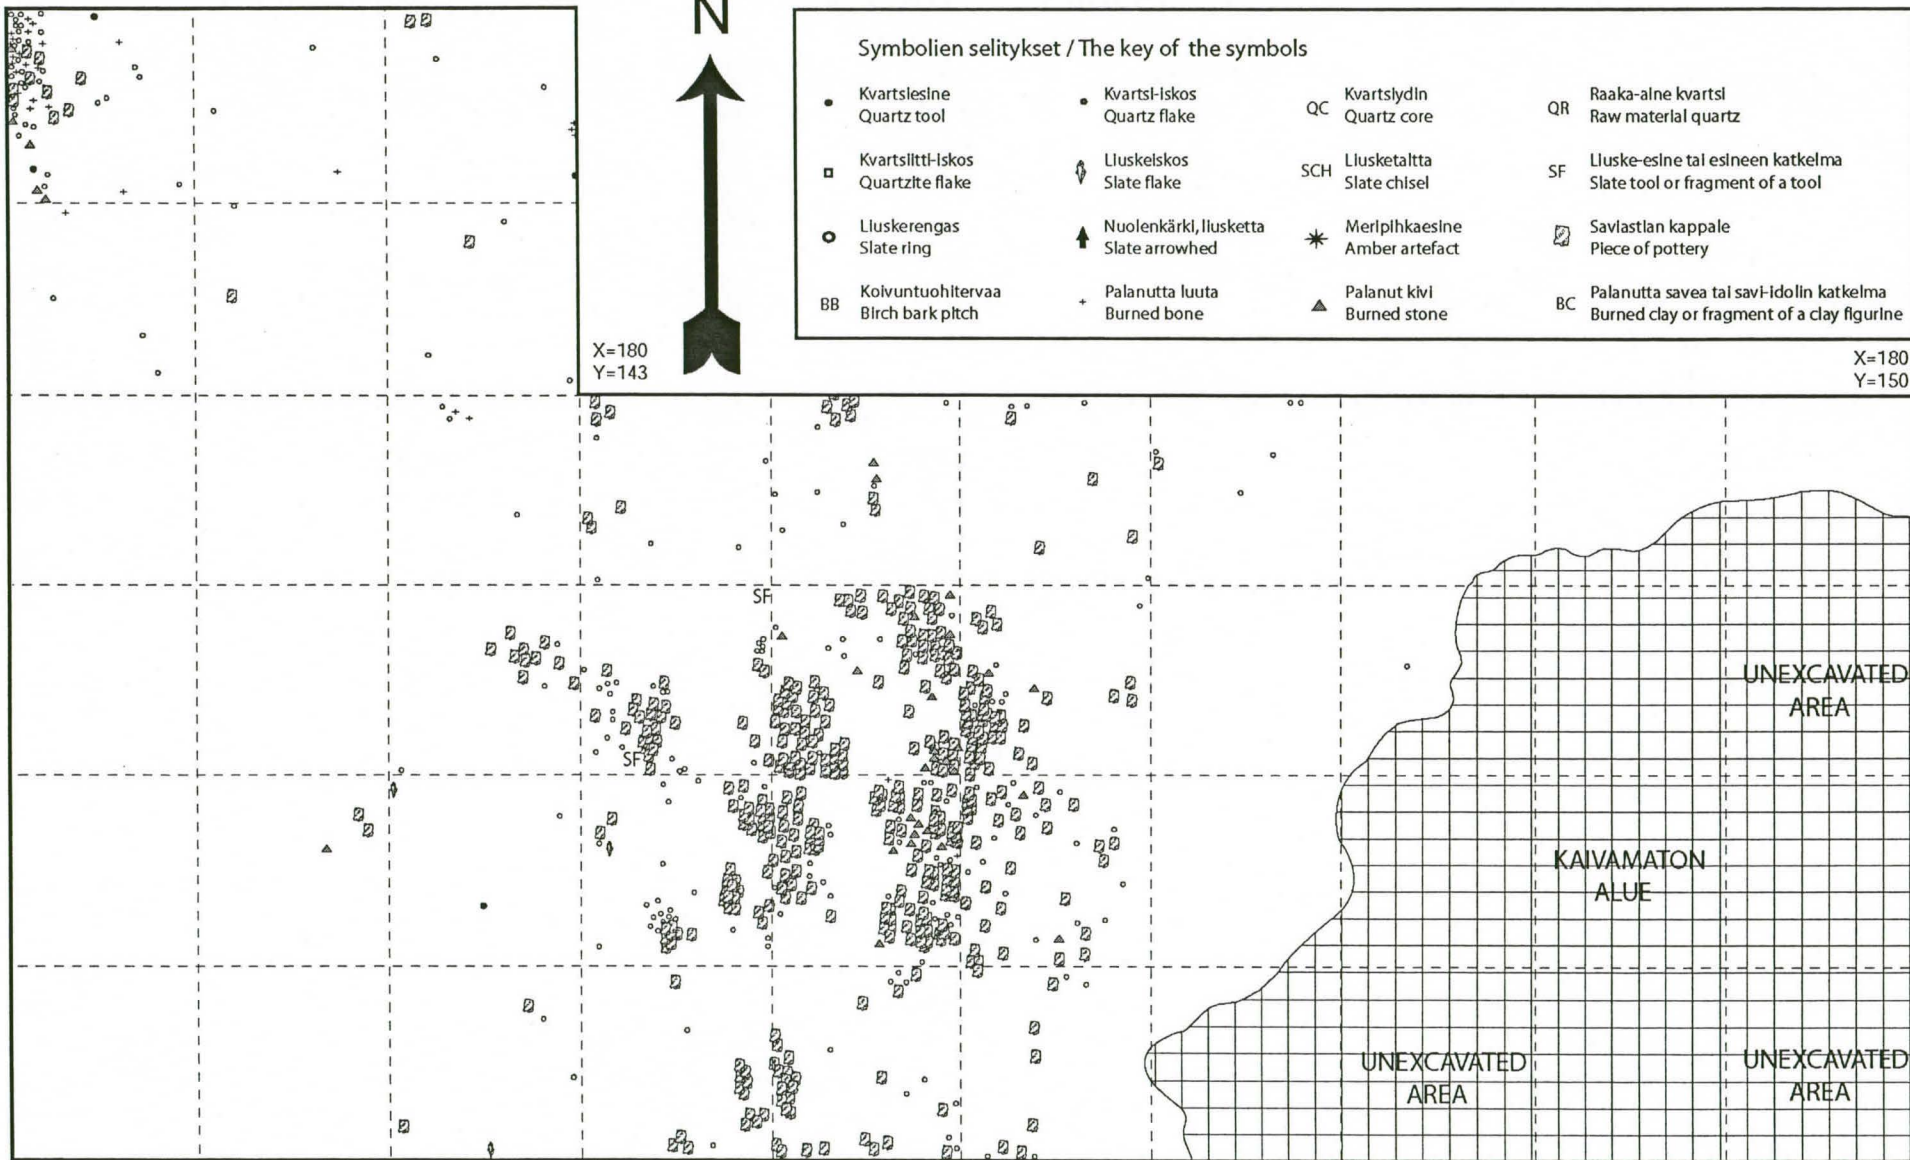 N
Symbolien selitykset / The key of the symbols
Kvartsiesine
Quartz tool
Kvartsi-iskos
Quartz flake
QC
Kvartsiydin
Quartz core
QR
Raaka-aine kvartsi
Raw material quartz
Kvartsiitti-iskos
Quartzite flake
Liuskeiskos
Slate flake
SCH
Liusketaltta
Slate chisel
SF
Liuske-esine tai esineen katkelma
Slate tool or fragment of a tool
Liuskerengas
Slate ring
Nuolenkärki, liusketta
Slate arrowhed
Meripihkaesine
Amber artefact
Saviastian kappale
Piece of pottery
BB
Koivuntuohitervaa
Birch bark pitch
Palanutta luuta
Burned bone
Palanut kivi
Burned stone
BC
Palanutta savea tai savi-idolin katkelma
Burned clay or fragment of a clay figurine
X=180
Y=143
X=180
Y=150
SF
SF
UNEXCAVATED
AREA
KAIVAMATON
ALUE
UNEXCAVATED
AREA
UNEXCAVATED
AREA